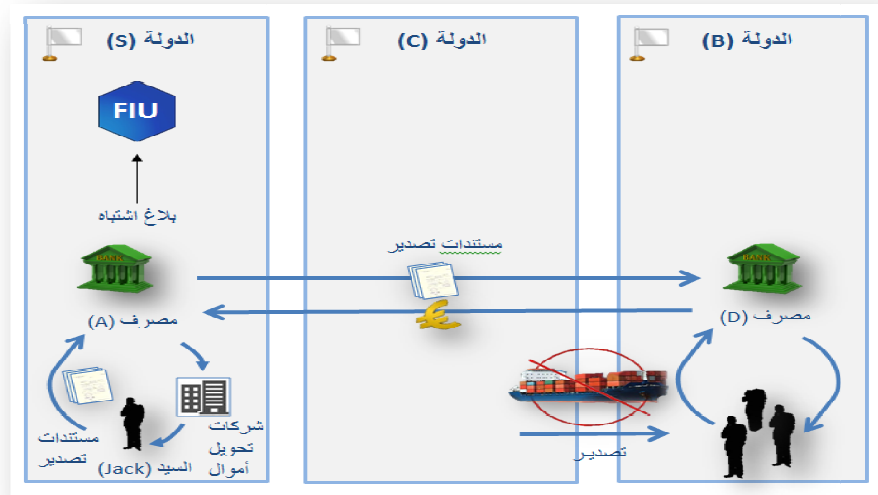 الدولة (S)
الدولة (C)
الدولة (B)
FIU
بلاغ اشتباه
مستندات تصدير
مصرف (A)
مصرف (D)
مستندات
تصدير
السيد (Jack)
شركات
تحويل
أموال
تصدير